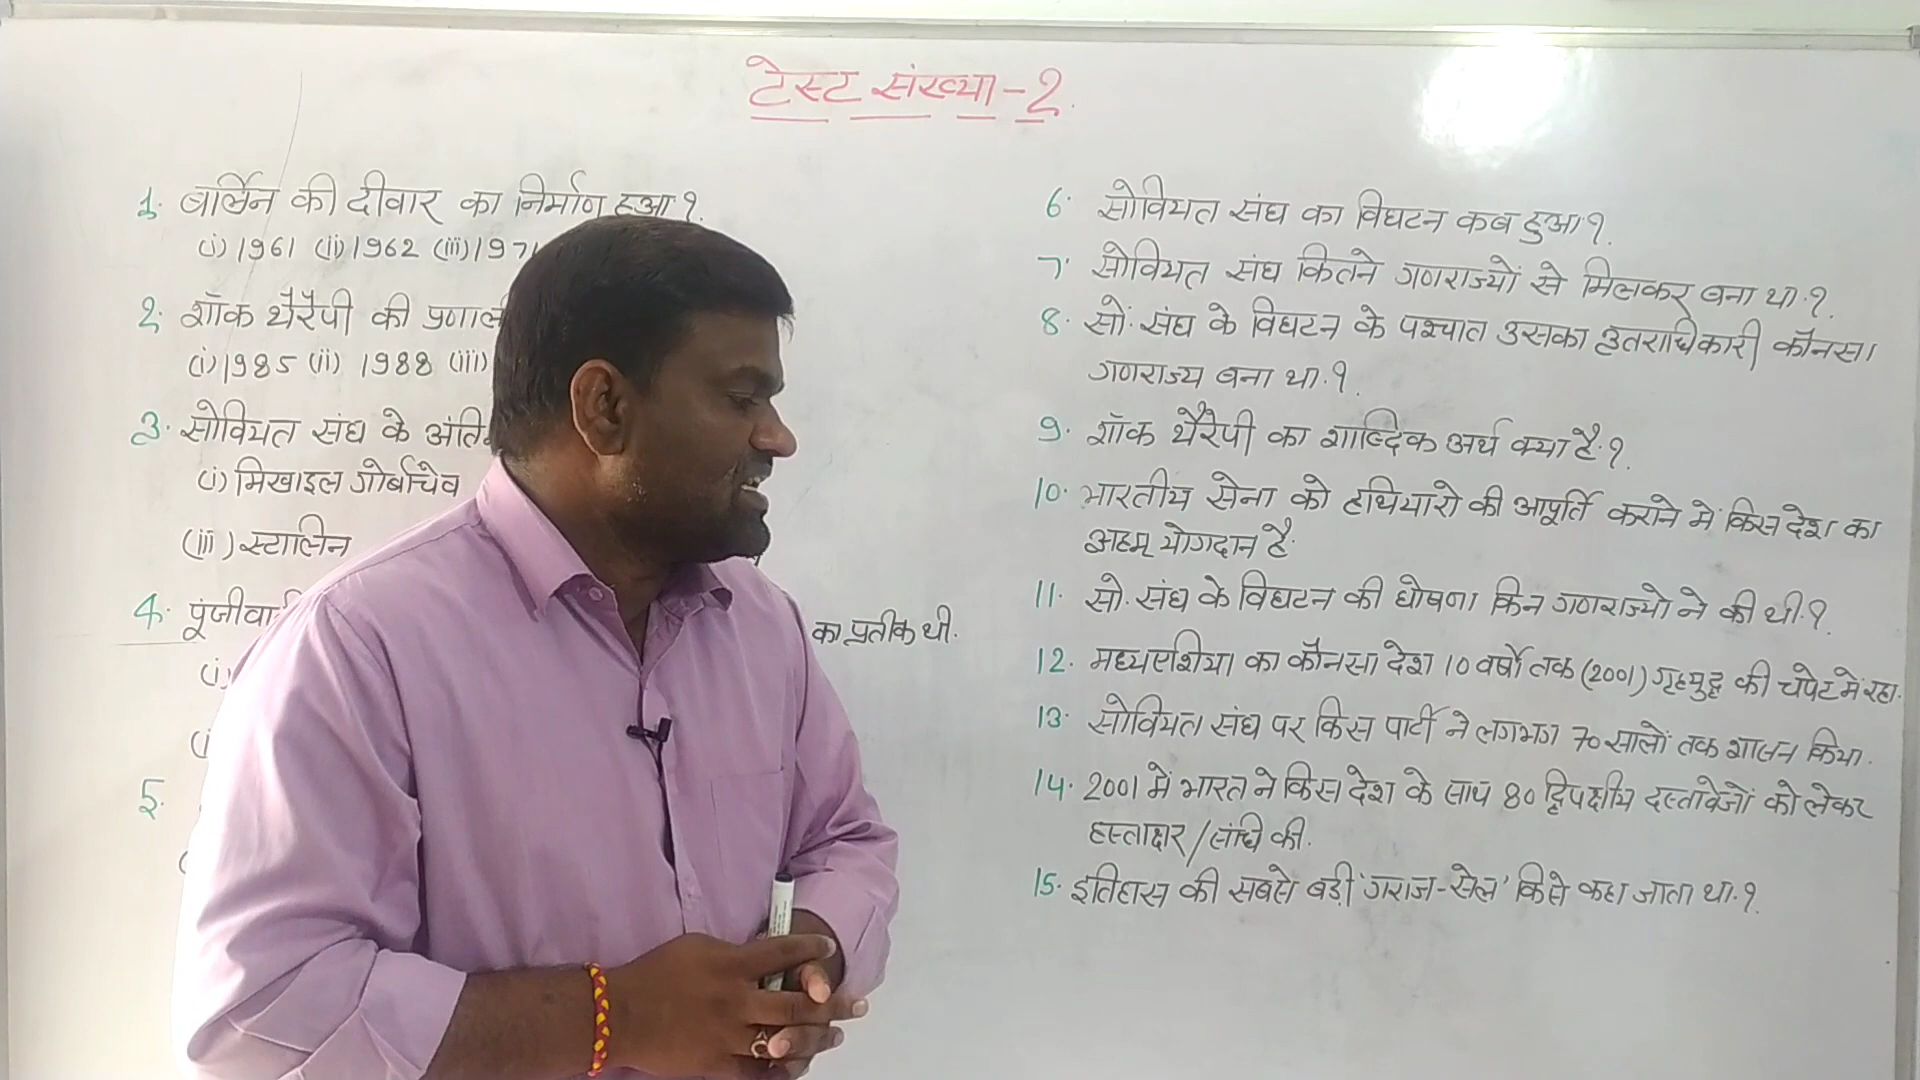 टेस्ट संख्या-2.
1. बर्लिन की दीवार का निर्माण हुआ?.
(i) 1961 (ii) 1962 (iii) 197
2. शॉक थैरेपी की प्रणाल
(i) 1985 (ii) 1988 (iii)
3. सोवियत संघ के अंति
(i) मिखाइल गोर्बाचेव
(iii) स्टालिन
4. पूंजीवा का प्रतीक थी.
(i)
5.
6. सोवियत संघ का विघटन कब हुआ?.
7. सोवियत संघ कितने गणराज्यों से मिलकर बना था.?.
8. सो. संघ के विघटन के पश्चात उसका उतराधिकारी कौनसा
गणराज्य बना था.?.
9. शॉक थैरेपी का शाब्दिक अर्थ क्या है.?.
10. भारतीय सेना को हथियारो की आपूर्ति कराने में किस देश का
अहम् योगदान है.
11. सो. संघ के विघटन की घोषणा किन गणराज्यो ने की थी.?.
12. मध्यएशिया का कौनसा देश 10 वर्षो तक (2001) गृहयुद्ध की चपेट में रहा.
13. सोवियत संघ पर किस पार्टी ने लगभग 70 सालों तक शासन किया.
14. 2001 में भारत ने किस देश के साथ 80 द्विपक्षीय दस्तावेजों को लेकर
हस्ताक्षर/संधि की.
15. इतिहास की सबसे बड़ी 'गराज-सेल' किसे कहा जाता था.?.